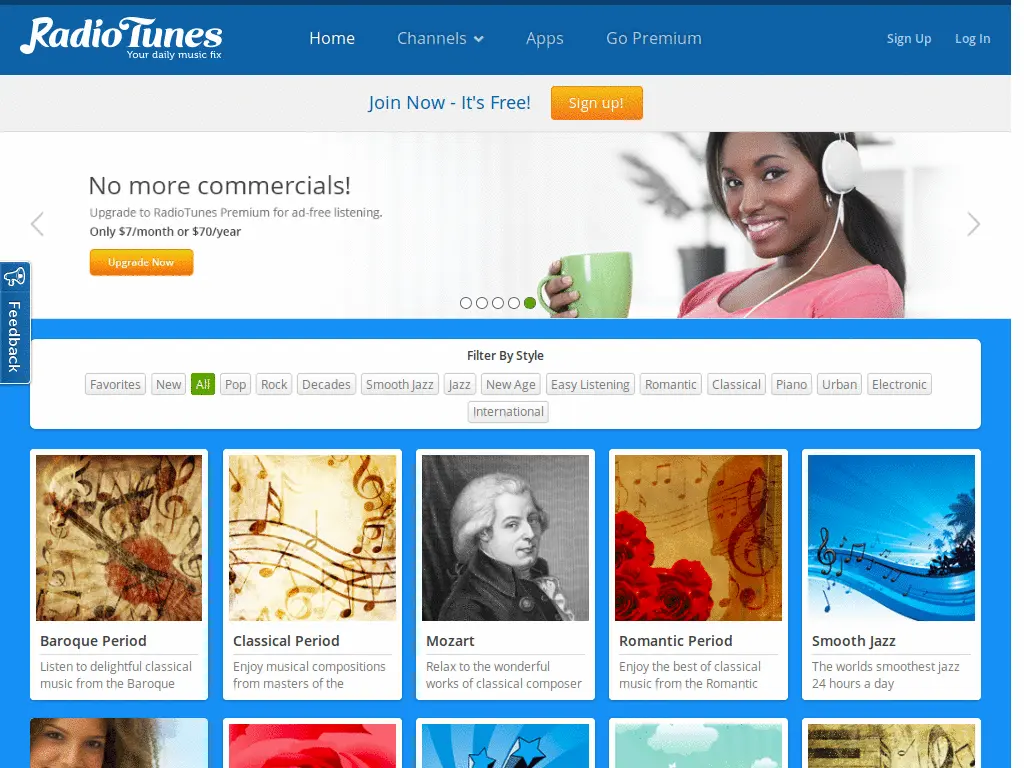 RadioTunes
Your daily music fix
Home Channels Apps Go Premium
Sign Up Log In
Join Now - It's Free! Sign up!
No more commercials!
Upgrade to RadioTunes Premium for ad-free listening.
Only $7/month or $70/year
Upgrade Now
Feedback
Filter By Style
Favorites New All Pop Rock Decades Smooth Jazz Jazz New Age Easy Listening Romantic Classical Piano Urban Electronic
International
Baroque Period
Listen to delightful classical
music from the Baroque
Classical Period
Enjoy musical compositions
from masters of the
Mozart
Relax to the wonderful
works of classical composer
Romantic Period
Enjoy the best of classical
music from the Romantic
Smooth Jazz
The worlds smoothest jazz
24 hours a day